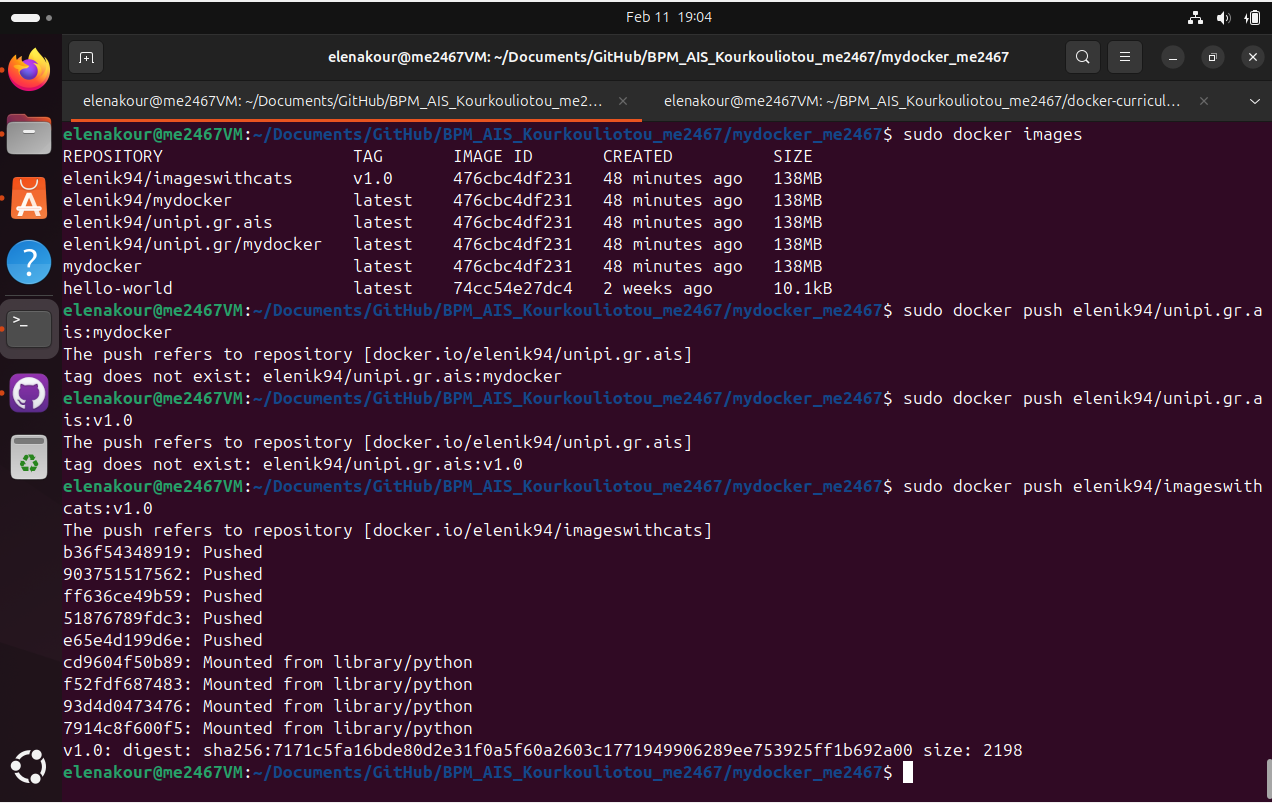 Feb 11 19:04
elenakour@me2467VM: ~/Documents/GitHub/BPM_AIS_Kourkouliotou_me2467/mydocker_me2467
elenakour@me2467VM: ~/Documents/GitHub/BPM_AIS_Kourkouliotou_me2... elenakour@me2467VM: ~/BPM_AIS_Kourkouliotou_me2467/docker-curricul...
elenakour@me2467VM:~/Documents/GitHub/BPM_AIS_Kourkouliotou_me2467/mydocker_me2467$ sudo docker images
REPOSITORY TAG IMAGE ID CREATED SIZE
elenik94/imageswithcats v1.0 476cbc4df231 48 minutes ago 138MB
elenik94/mydocker latest 476cbc4df231 48 minutes ago 138MB
elenik94/unipi.gr.ais latest 476cbc4df231 48 minutes ago 138MB
elenik94/unipi.gr/mydocker latest 476cbc4df231 48 minutes ago 138MB
mydocker latest 476cbc4df231 48 minutes ago 138MB
hello-world latest 74cc54e27dc4 2 weeks ago 10.1kB
elenakour@me2467VM:~/Documents/GitHub/BPM_AIS_Kourkouliotou_me2467/mydocker_me2467$ sudo docker push elenik94/unipi.gr.a
is:mydocker
The push refers to repository [docker.io/elenik94/unipi.gr.ais]
tag does not exist: elenik94/unipi.gr.ais:mydocker
elenakour@me2467VM:~/Documents/GitHub/BPM_AIS_Kourkouliotou_me2467/mydocker_me2467$ sudo docker push elenik94/unipi.gr.a
is:v1.0
The push refers to repository [docker.io/elenik94/unipi.gr.ais]
tag does not exist: elenik94/unipi.gr.ais:v1.0
elenakour@me2467VM:~/Documents/GitHub/BPM_AIS_Kourkouliotou_me2467/mydocker_me2467$ sudo docker push elenik94/imageswith
cats:v1.0
The push refers to repository [docker.io/elenik94/imageswithcats]
b36f54348919: Pushed
903751517562: Pushed
ff636ce49b59: Pushed
51876789fdc3: Pushed
e65e4d199d6e: Pushed
cd9604f50b89: Mounted from library/python
f52fdf687483: Mounted from library/python
93d4d0473476: Mounted from library/python
7914c8f600f5: Mounted from library/python
v1.0: digest: sha256:7171c5fa16bde80d2e31f0a5f60a2603c1771949906289ee753925ff1b692a00 size: 2198
elenakour@me2467VM:~/Documents/GitHub/BPM_AIS_Kourkouliotou_me2467/mydocker_me2467$